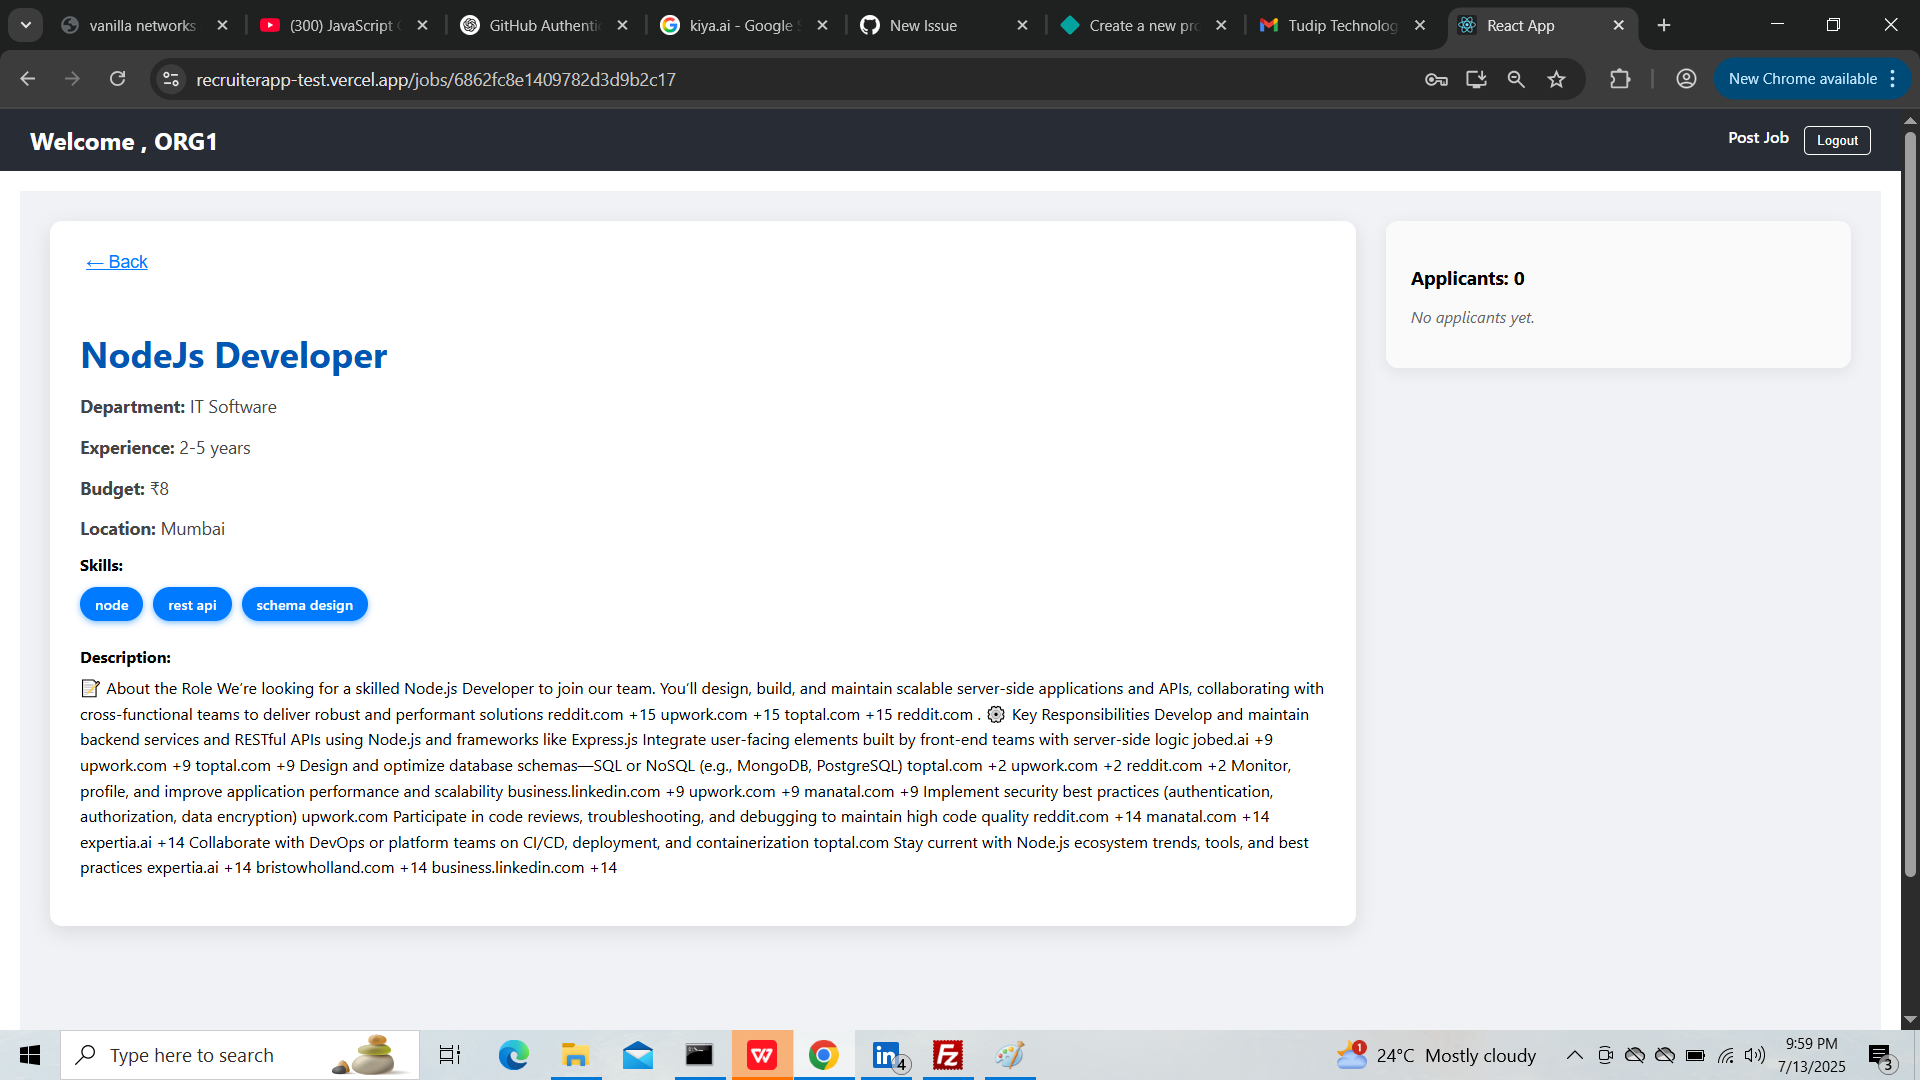 vanilla networks
(300) JavaScript
GitHub Authenti
kiya.ai - Google S
New Issue
Create a new pro
Tudip Technolog
React App
recruiterapp-test.vercel.app/jobs/6862fc8e1409782d3d9b2c17
New Chrome available
Welcome , ORG1
Post Job
Logout
← Back
NodeJs Developer
Department: IT Software
Experience: 2-5 years
Budget: ₹8
Location: Mumbai
Skills:
node
rest api
schema design
Description:
📝 About the Role We’re looking for a skilled Node.js Developer to join our team. You’ll design, build, and maintain scalable server-side applications and APIs, collaborating with
cross-functional teams to deliver robust and performant solutions reddit.com +15 upwork.com +15 toptal.com +15 reddit.com . ⚙️ Key Responsibilities Develop and maintain
backend services and RESTful APIs using Node.js and frameworks like Express.js Integrate user-facing elements built by front-end teams with server-side logic jobed.ai +9
upwork.com +9 toptal.com +9 Design and optimize database schemas—SQL or NoSQL (e.g., MongoDB, PostgreSQL) toptal.com +2 upwork.com +2 reddit.com +2 Monitor,
profile, and improve application performance and scalability business.linkedin.com +9 upwork.com +9 manatal.com +9 Implement security best practices (authentication,
authorization, data encryption) upwork.com Participate in code reviews, troubleshooting, and debugging to maintain high code quality reddit.com +14 manatal.com +14
expertia.ai +14 Collaborate with DevOps or platform teams on CI/CD, deployment, and containerization toptal.com Stay current with Node.js ecosystem trends, tools, and best
practices expertia.ai +14 bristowholland.com +14 business.linkedin.com +14
Applicants: 0
No applicants yet.
Type here to search
4
1
24°C Mostly cloudy
9:59 PM
7/13/2025
3